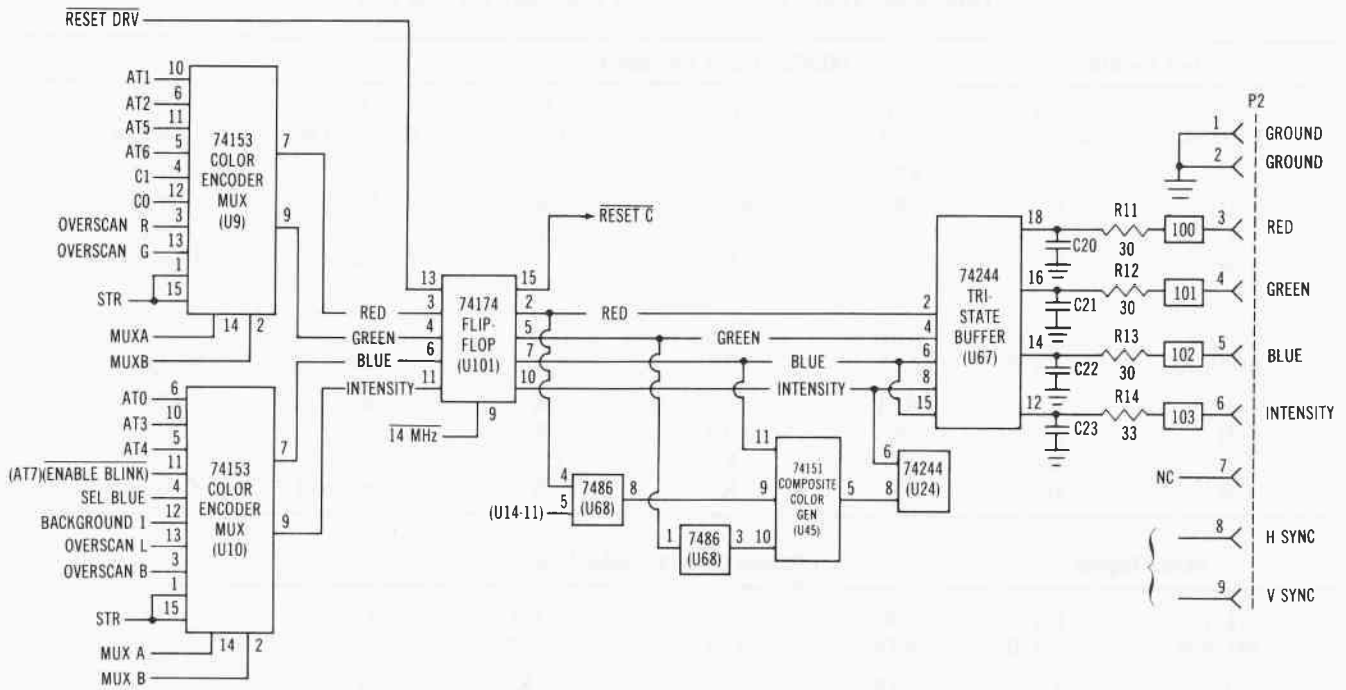 RESET DRV
AT1 10
AT2 6
AT5 11
AT6 5
C1 4
C0 12
OVERSCAN R 3
OVERSCAN G 13
1
STR 15
MUXA 14
MUXB 2
74153
COLOR
ENCODER
MUX
(U9)
7
9
AT0 6
AT3 10
AT4 5
(AT7)(ENABLE BLINK) 11
SEL BLUE 4
BACKGROUND I 12
OVERSCAN L 13
OVERSCAN B 3
1
STR 15
MUX A 14
MUX B 2
74153
COLOR
ENCODER
MUX
(U10)
7
9
RED
GREEN
BLUE
INTENSITY
13
3
4
6
11
14 MHz 9
74174
FLIP-
FLOP
(U101)
15
2
5
7
10
RESET C
RED
GREEN
BLUE
INTENSITY
4
5
(U14-11)
7486
(U68)
8
1
7486
(U68)
3
11
9
10
74151
COMPOSITE
COLOR
GEN
(U45)
5
6
8
74244
(U24)
2
4
6
8
15
74244
TRI-
STATE
BUFFER
(U67)
18
16
14
12
C20
C21
C22
C23
R11
30
R12
30
R13
30
R14
33
100
101
102
103
P2
1 GROUND
2 GROUND
3 RED
4 GREEN
5 BLUE
6 INTENSITY
NC 7
8 H SYNC
9 V SYNC